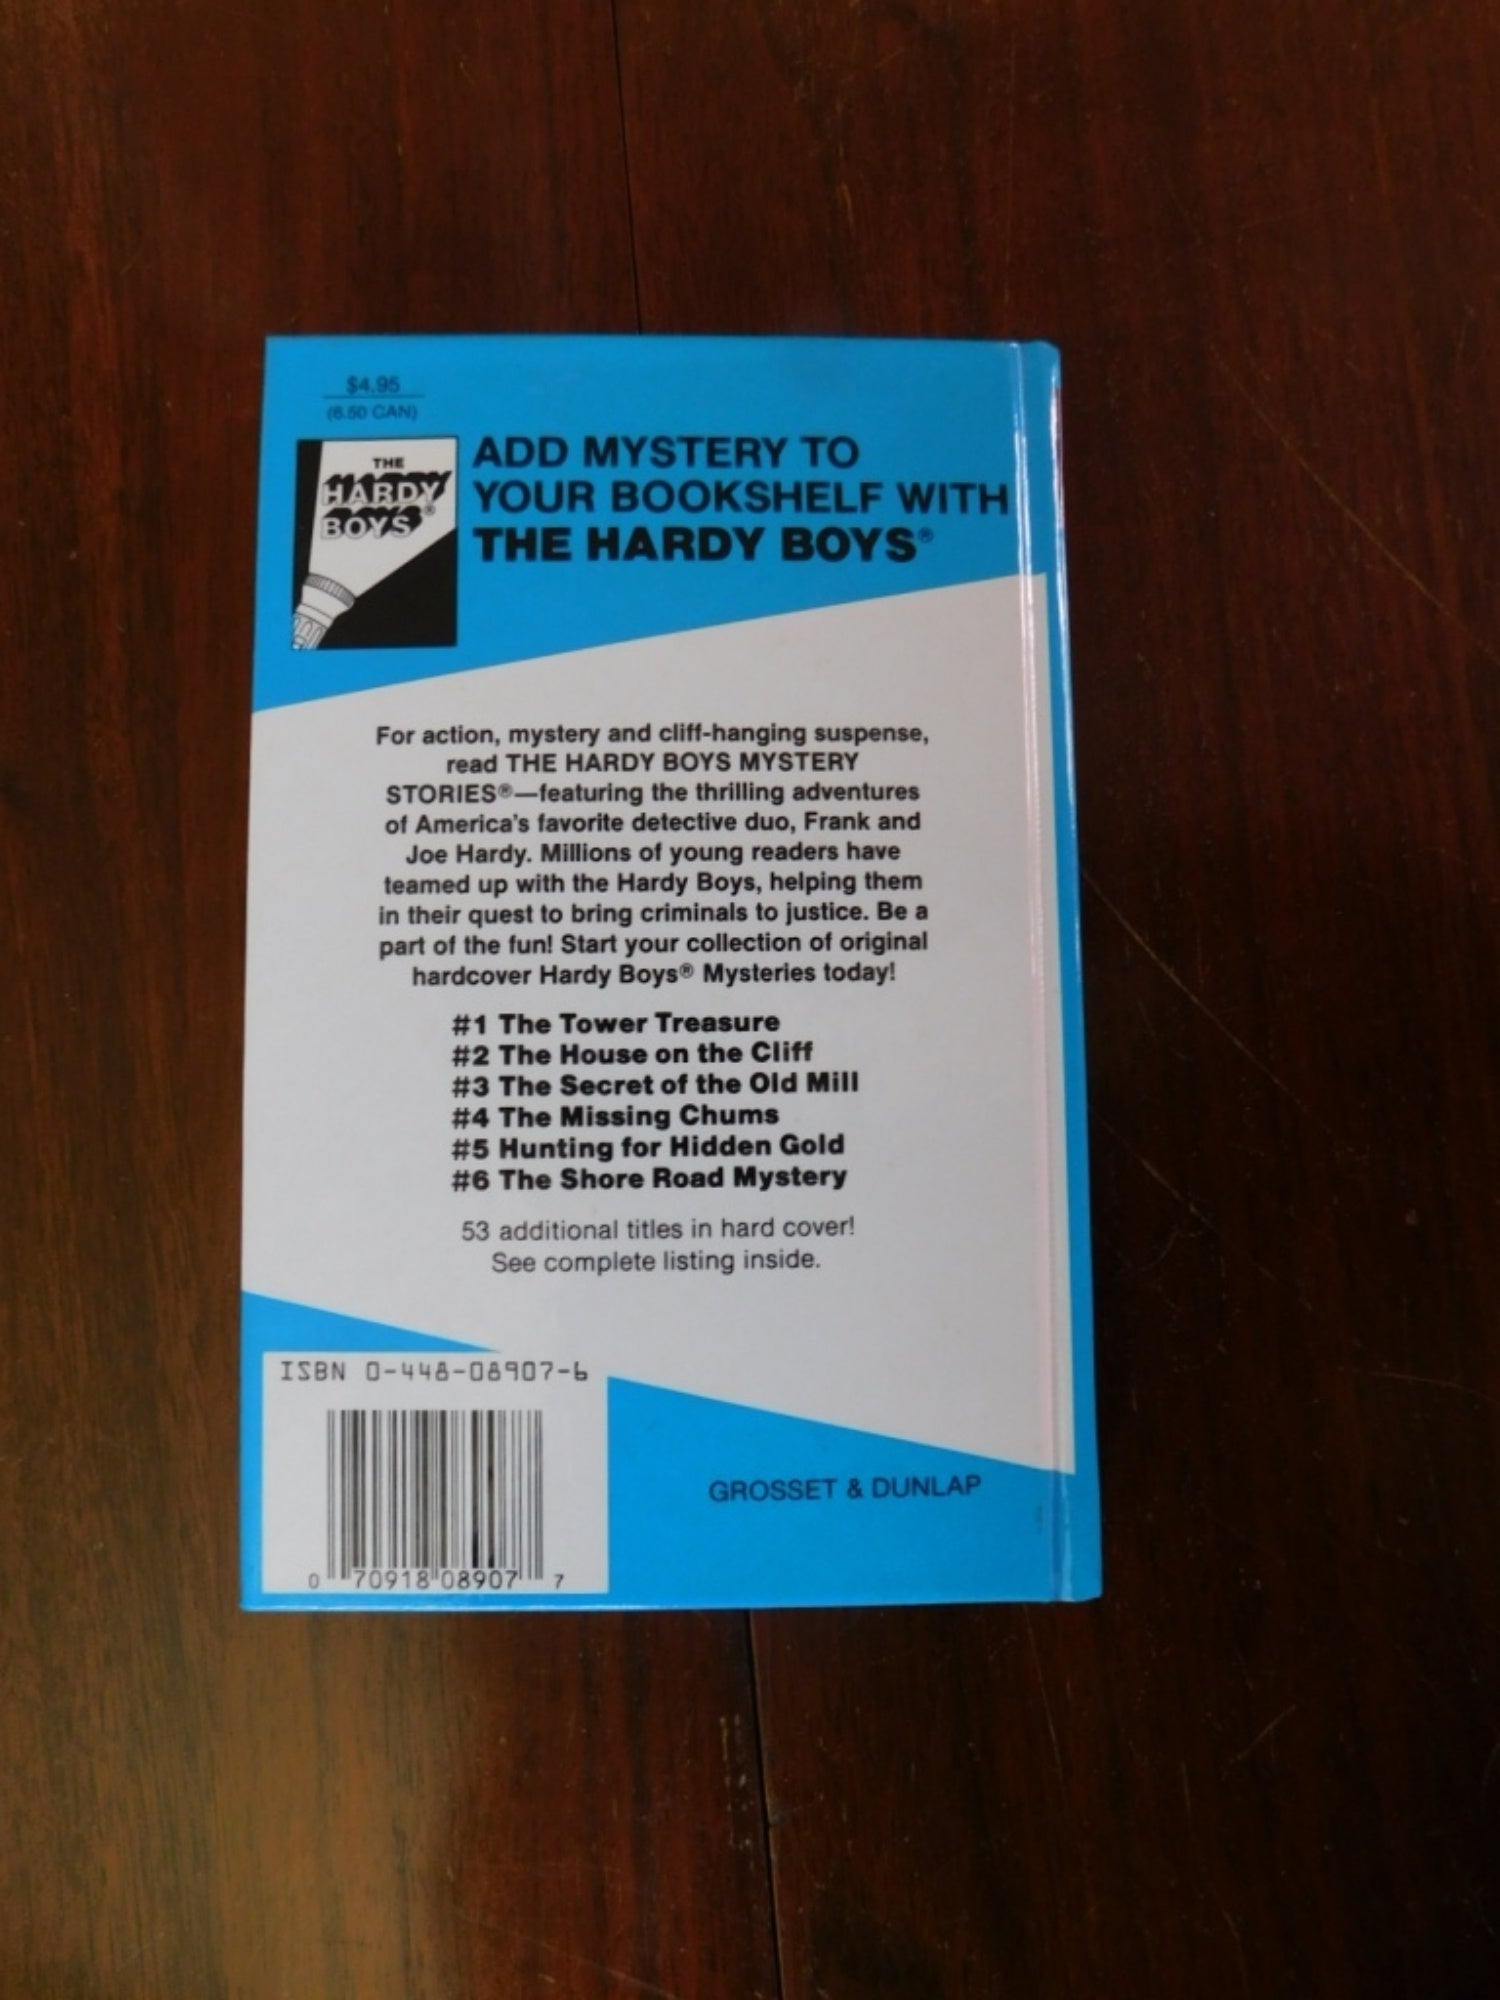 $4.95
(6.50 CAN)
THE
HARDY
BOYS®
ADD MYSTERY TO
YOUR BOOKSHELF WITH
THE HARDY BOYS®
For action, mystery and cliff-hanging suspense,
read THE HARDY BOYS MYSTERY
STORIES®—featuring the thrilling adventures
of America's favorite detective duo, Frank and
Joe Hardy. Millions of young readers have
teamed up with the Hardy Boys, helping them
in their quest to bring criminals to justice. Be a
part of the fun! Start your collection of original
hardcover Hardy Boys® Mysteries today!
#1 The Tower Treasure
#2 The House on the Cliff
#3 The Secret of the Old Mill
#4 The Missing Chums
#5 Hunting for Hidden Gold
#6 The Shore Road Mystery
53 additional titles in hard cover!
See complete listing inside.
ISBN 0-448-08907-6
0 70918 08907 7
GROSSET & DUNLAP